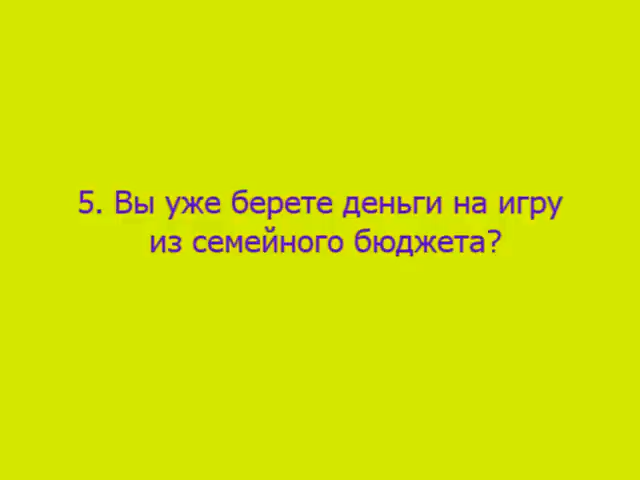 5. Вы уже берете деньги на игру
из семейного бюджета?